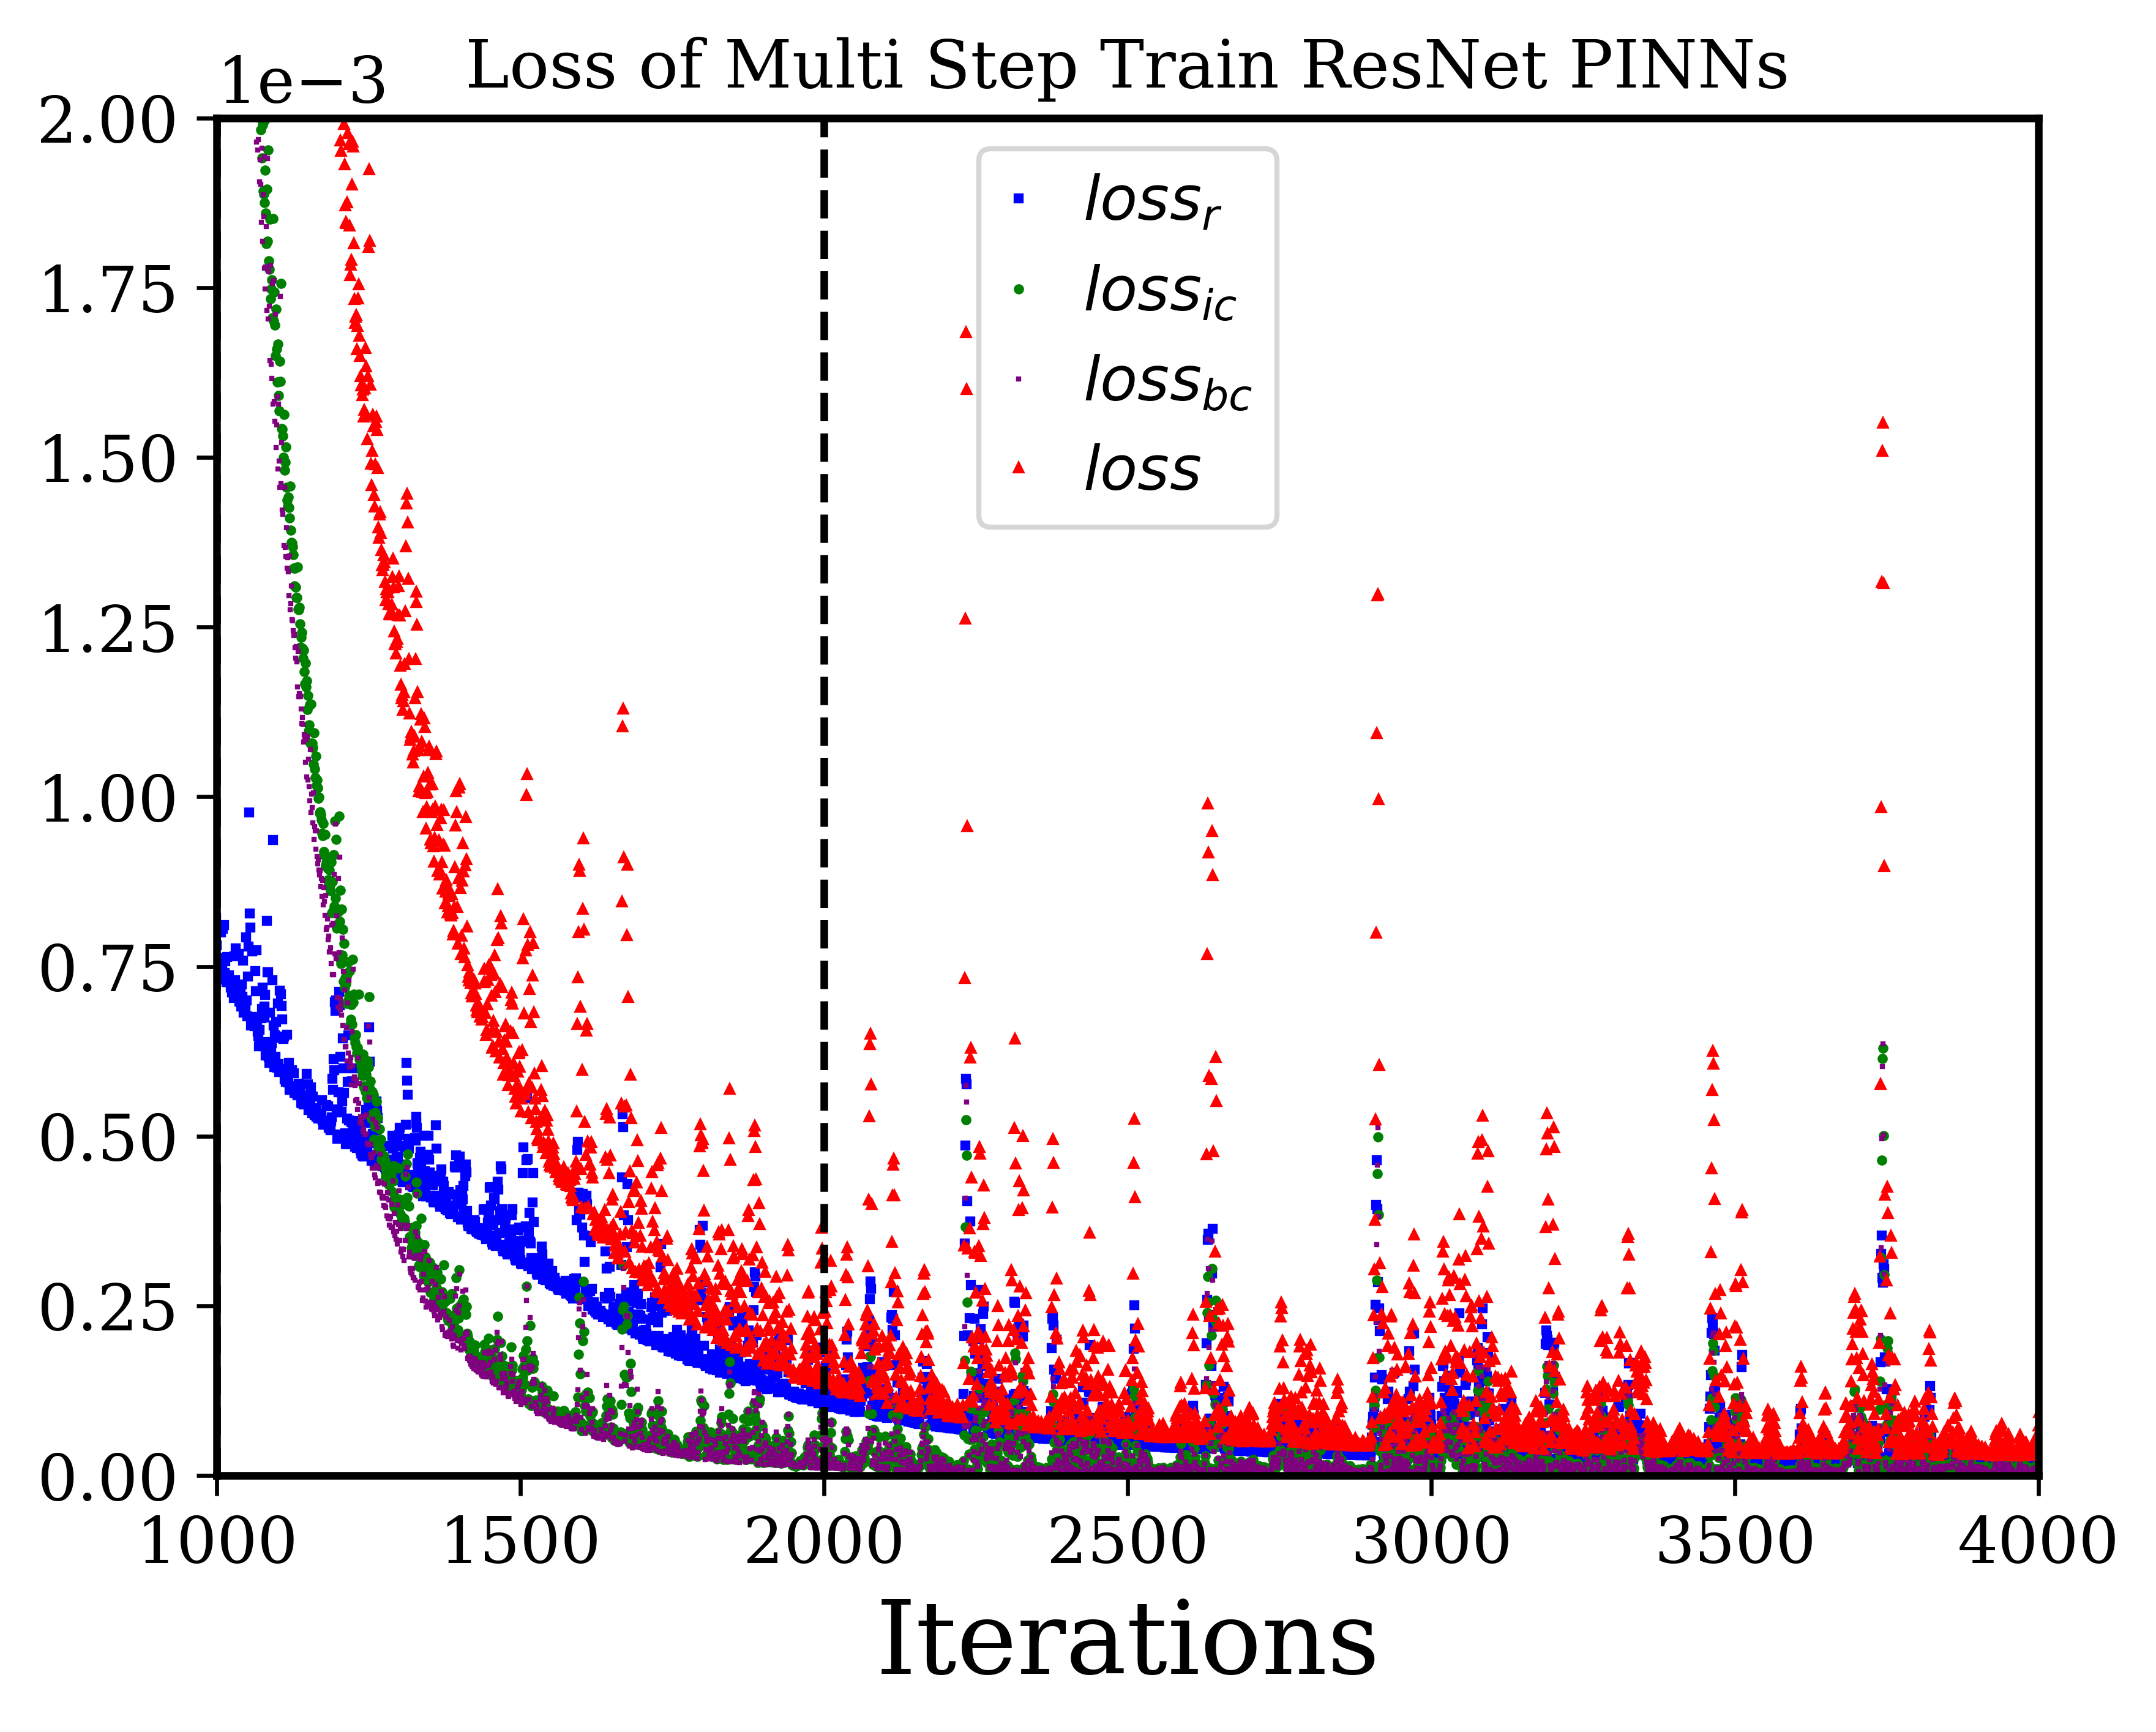 Loss of Multi Step Train ResNet PINNs
1e−3
2.00
1.75
1.50
1.25
1.00
0.75
0.50
0.25
0.00
loss_r
loss_ic
loss_bc
loss
1000 1500 2000 2500 3000 3500 4000
Iterations